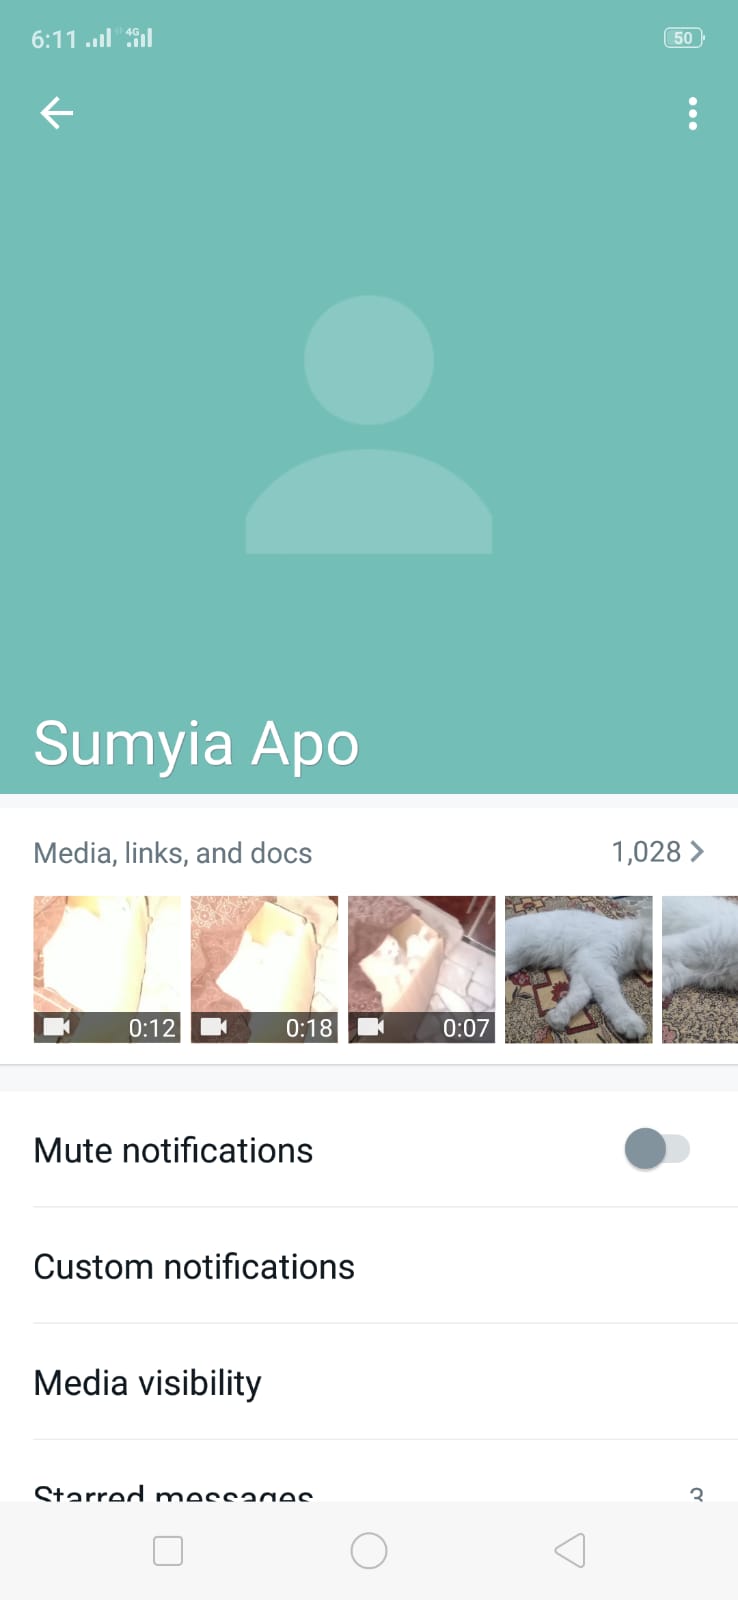 6:11 4G 50
Sumyia Apo
Media, links, and docs 1,028
0:12 0:18 0:07
Mute notifications
Custom notifications
Media visibility
Starred messages 3